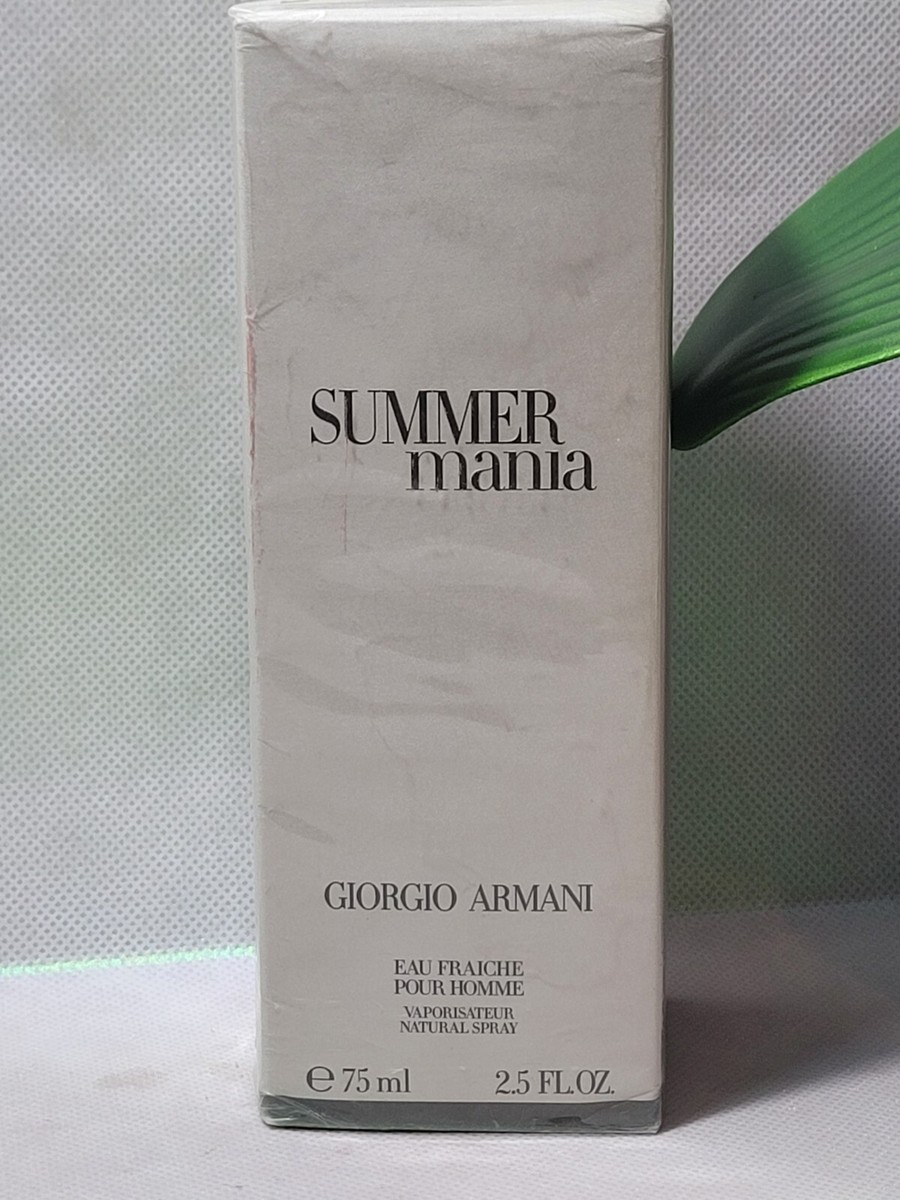 SUMMER
mania
GIORGIO ARMANI
EAU FRAICHE
POUR HOMME
VAPORISATEUR
NATURAL SPRAY
℮ 75 ml 2.5 FL.OZ.